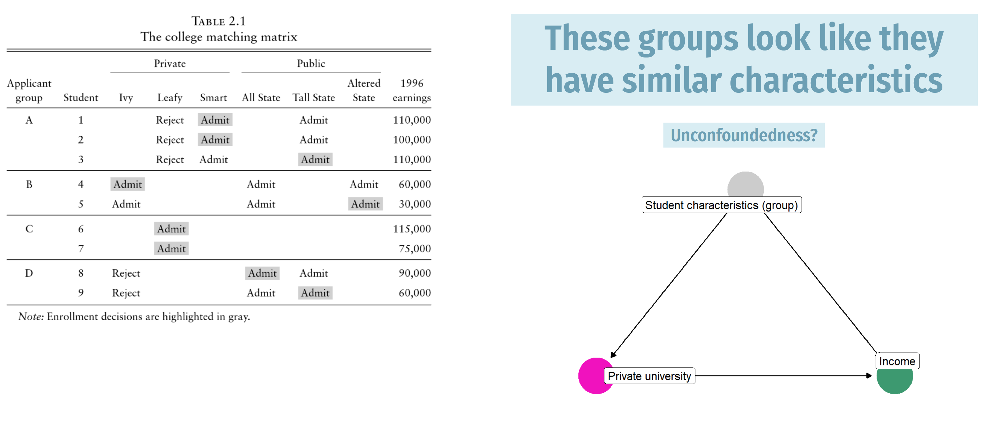 TABLE 2.1
The college matching matrix
Private Public
Applicant Altered 1996
group Student Ivy Leafy Smart All State Tall State State earnings
A 1 Reject Admit Admit 110,000
2 Reject Admit Admit 100,000
3 Reject Admit Admit 110,000
B 4 Admit Admit Admit 60,000
5 Admit Admit Admit 30,000
C 6 Admit 115,000
7 Admit 75,000
D 8 Reject Admit Admit 90,000
9 Reject Admit Admit 60,000
Note: Enrollment decisions are highlighted in gray.
These groups look like they
have similar characteristics
Unconfoundedness?
Student characteristics (group)
Income
Private university